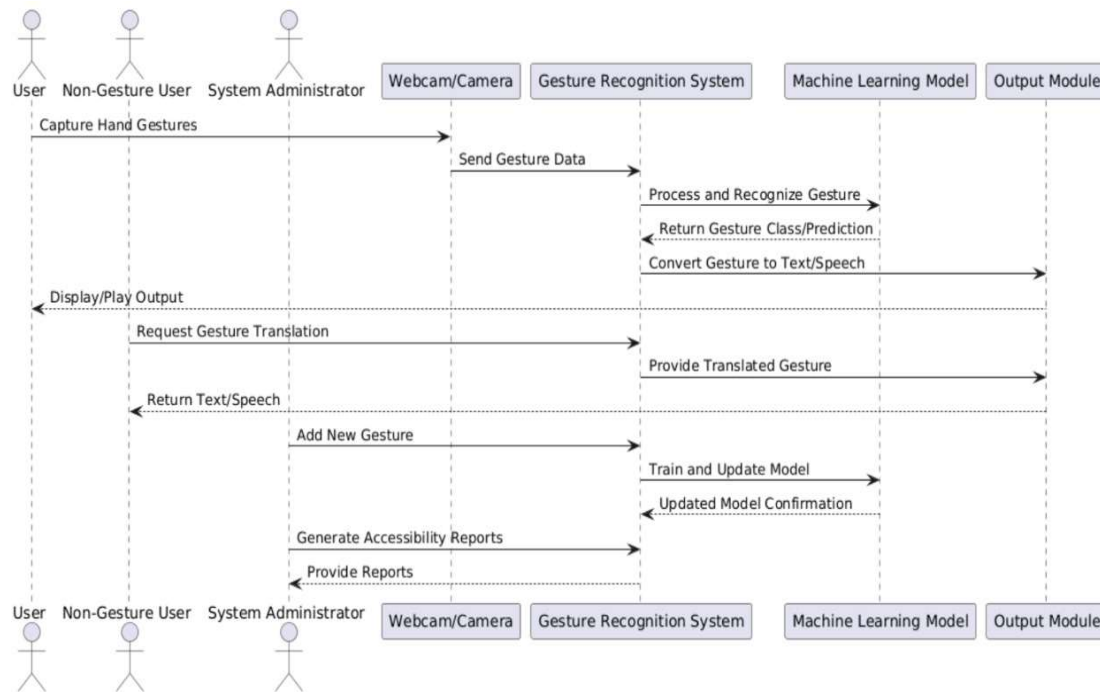 User Non-Gesture User System Administrator Webcam/Camera Gesture Recognition System Machine Learning Model Output Module
Capture Hand Gestures
Send Gesture Data
Process and Recognize Gesture
Return Gesture Class/Prediction
Convert Gesture to Text/Speech
Display/Play Output
Request Gesture Translation
Provide Translated Gesture
Return Text/Speech
Add New Gesture
Train and Update Model
Updated Model Confirmation
Generate Accessibility Reports
Provide Reports
User Non-Gesture User System Administrator Webcam/Camera Gesture Recognition System Machine Learning Model Output Module